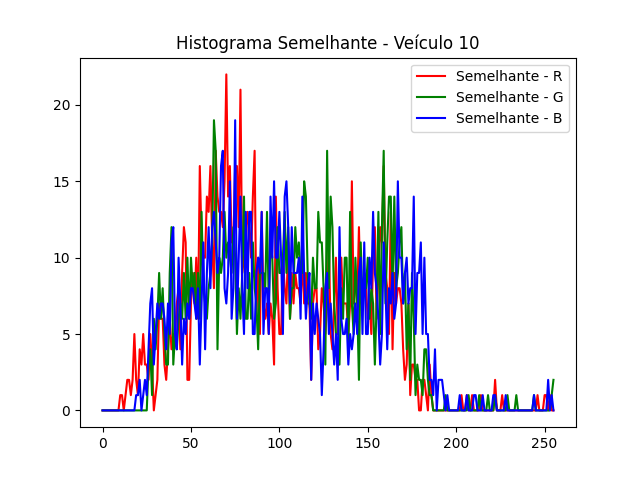 Histograma Semelhante - Veículo 10
Semelhante - R
Semelhante - G
Semelhante - B
20
15
10
5
0
0 50 100 150 200 250